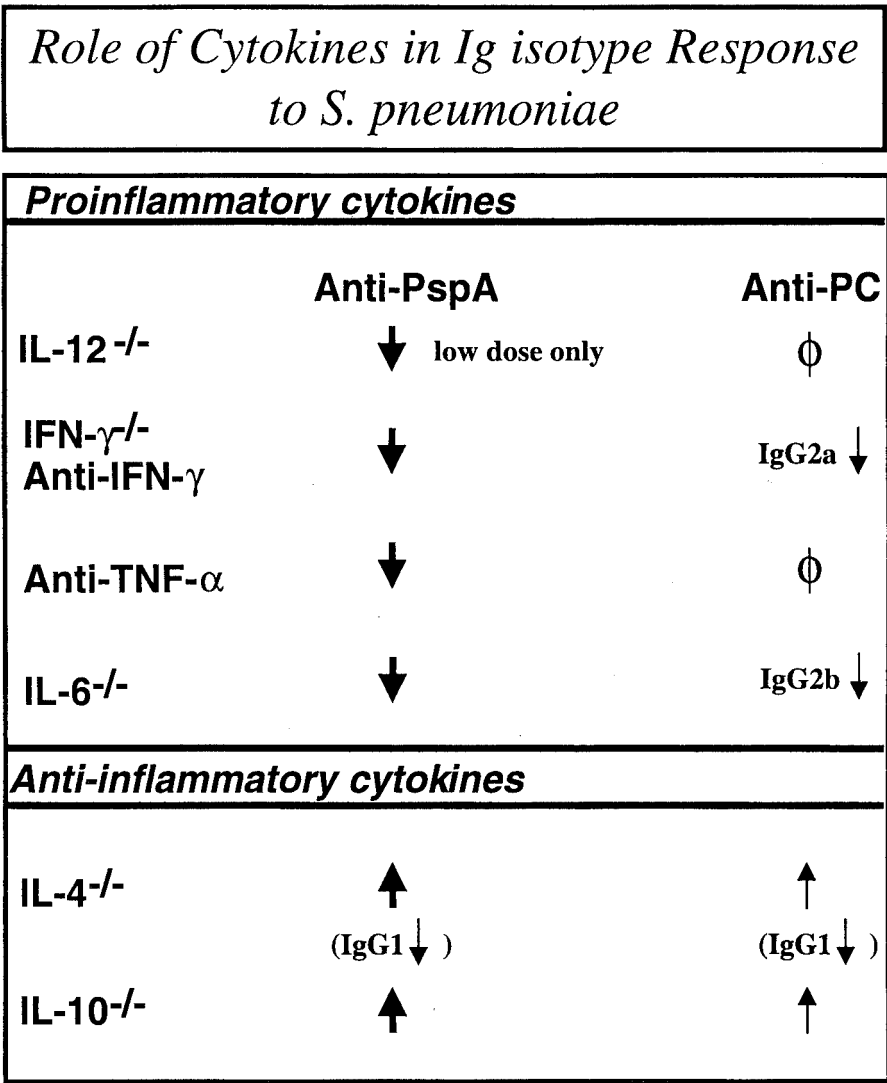 Role of Cytokines in Ig isotype Response
to S. pneumoniae
Proinflammatory cytokines
Anti-PspA Anti-PC
IL-12 -/- ↓ low dose only ϕ
IFN-γ-/-
Anti-IFN-γ ↓ IgG2a ↓
Anti-TNF-α ↓ ϕ
IL-6-/- ↓ IgG2b ↓
Anti-inflammatory cytokines
IL-4-/- ↑ ↑
(IgG1 ↓ ) (IgG1 ↓ )
IL-10-/- ↑ ↑